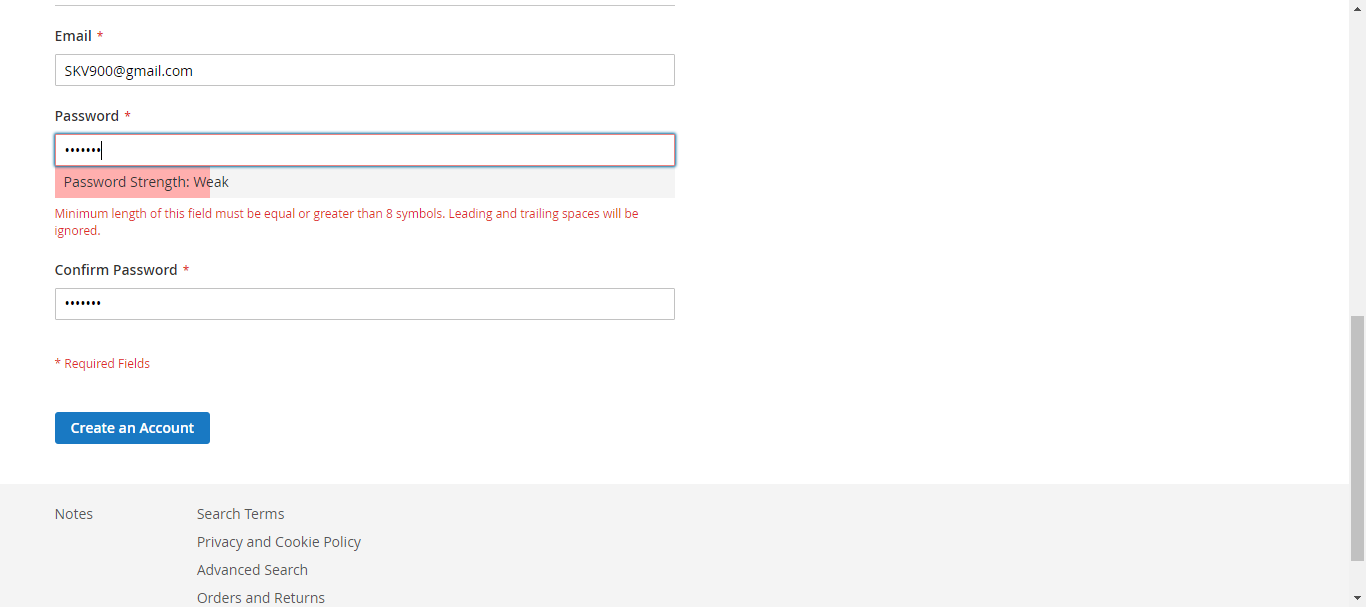 Email *
SKV900@gmail.com
Password *
•••••••
Password Strength: Weak
Minimum length of this field must be equal or greater than 8 symbols. Leading and trailing spaces will be
ignored.
Confirm Password *
•••••••
* Required Fields
Create an Account
Notes
Search Terms
Privacy and Cookie Policy
Advanced Search
Orders and Returns